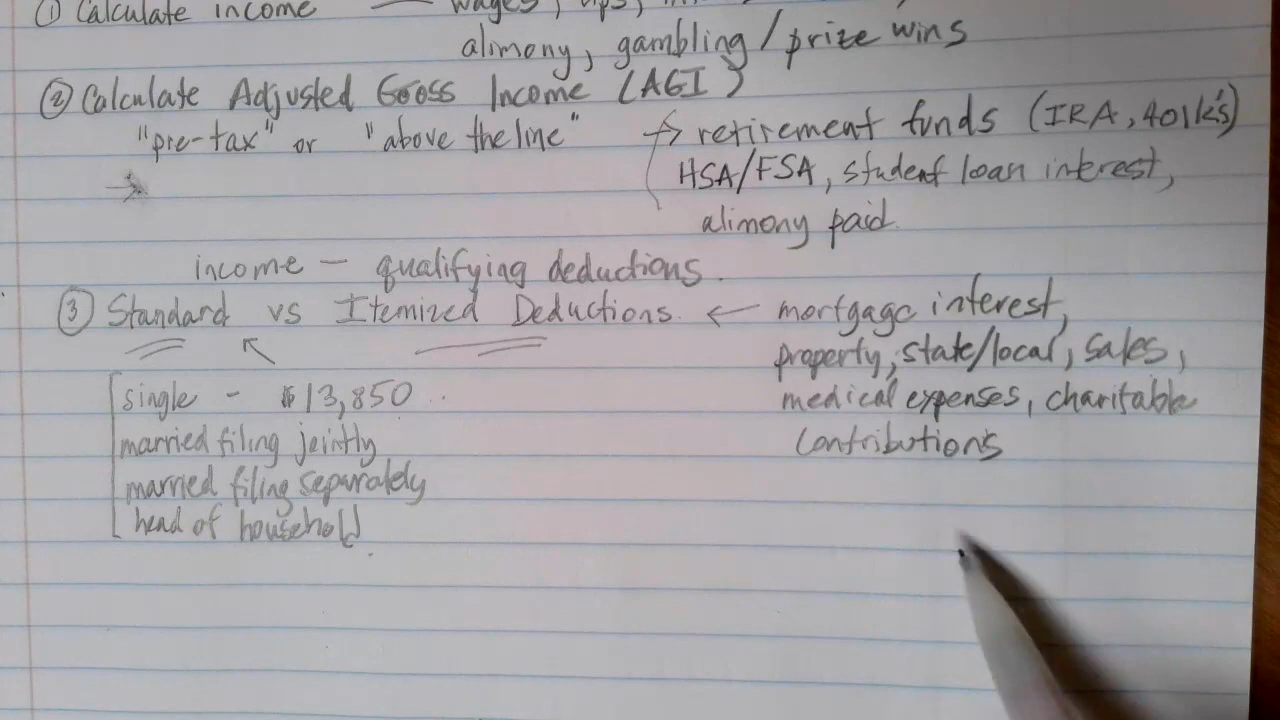 ① Calculate income — wages, tips,
alimony, gambling/prize wins
② Calculate Adjusted Gross Income (AGI)
"pre-tax" or "above the line" → retirement funds (IRA, 401k's)
HSA/FSA, student loan interest,
alimony paid.
income — qualifying deductions.
③ Standard vs Itemized Deductions. ← mortgage interest,
property, state/local, sales,
single - $13,850 medical expenses, charitable
married filing jointly contributions
married filing separately
head of household.